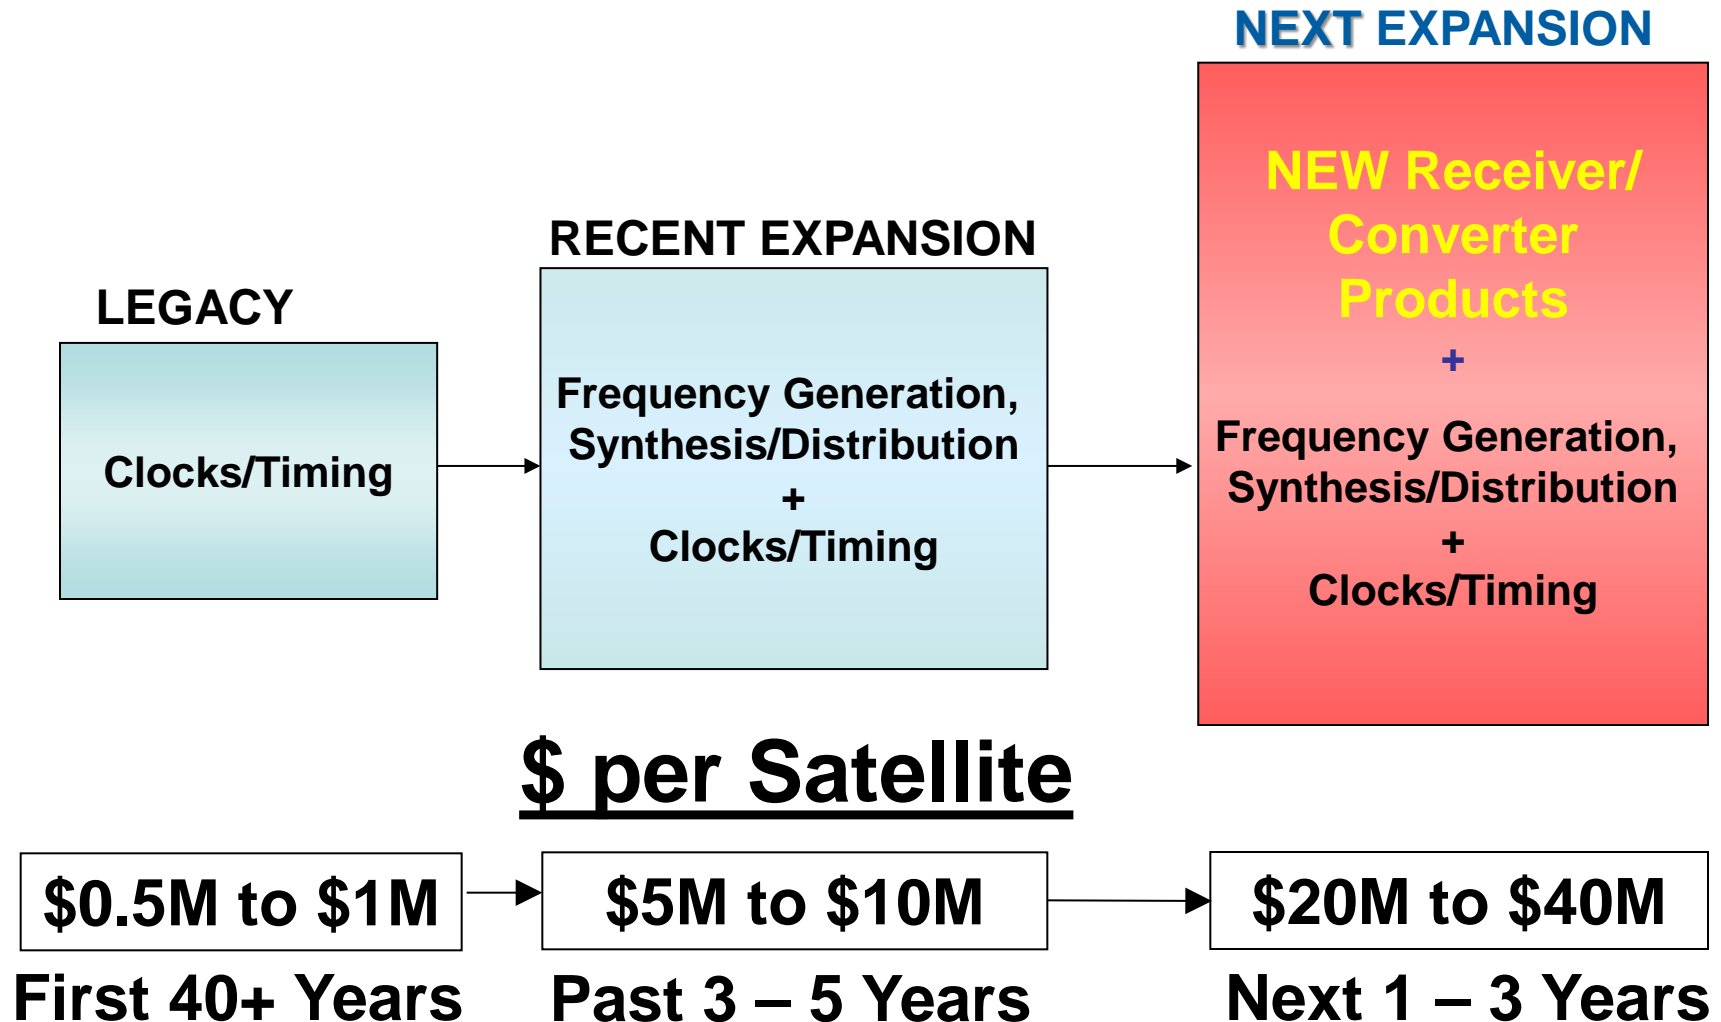 LEGACY
Clocks/Timing
RECENT EXPANSION
Frequency Generation,
Synthesis/Distribution
+
Clocks/Timing
NEXT EXPANSION
NEW Receiver/
Converter
Products
+
Frequency Generation,
Synthesis/Distribution
+
Clocks/Timing
$ per Satellite
$0.5M to $1M
$5M to $10M
$20M to $40M
First 40+ Years
Past 3 – 5 Years
Next 1 – 3 Years